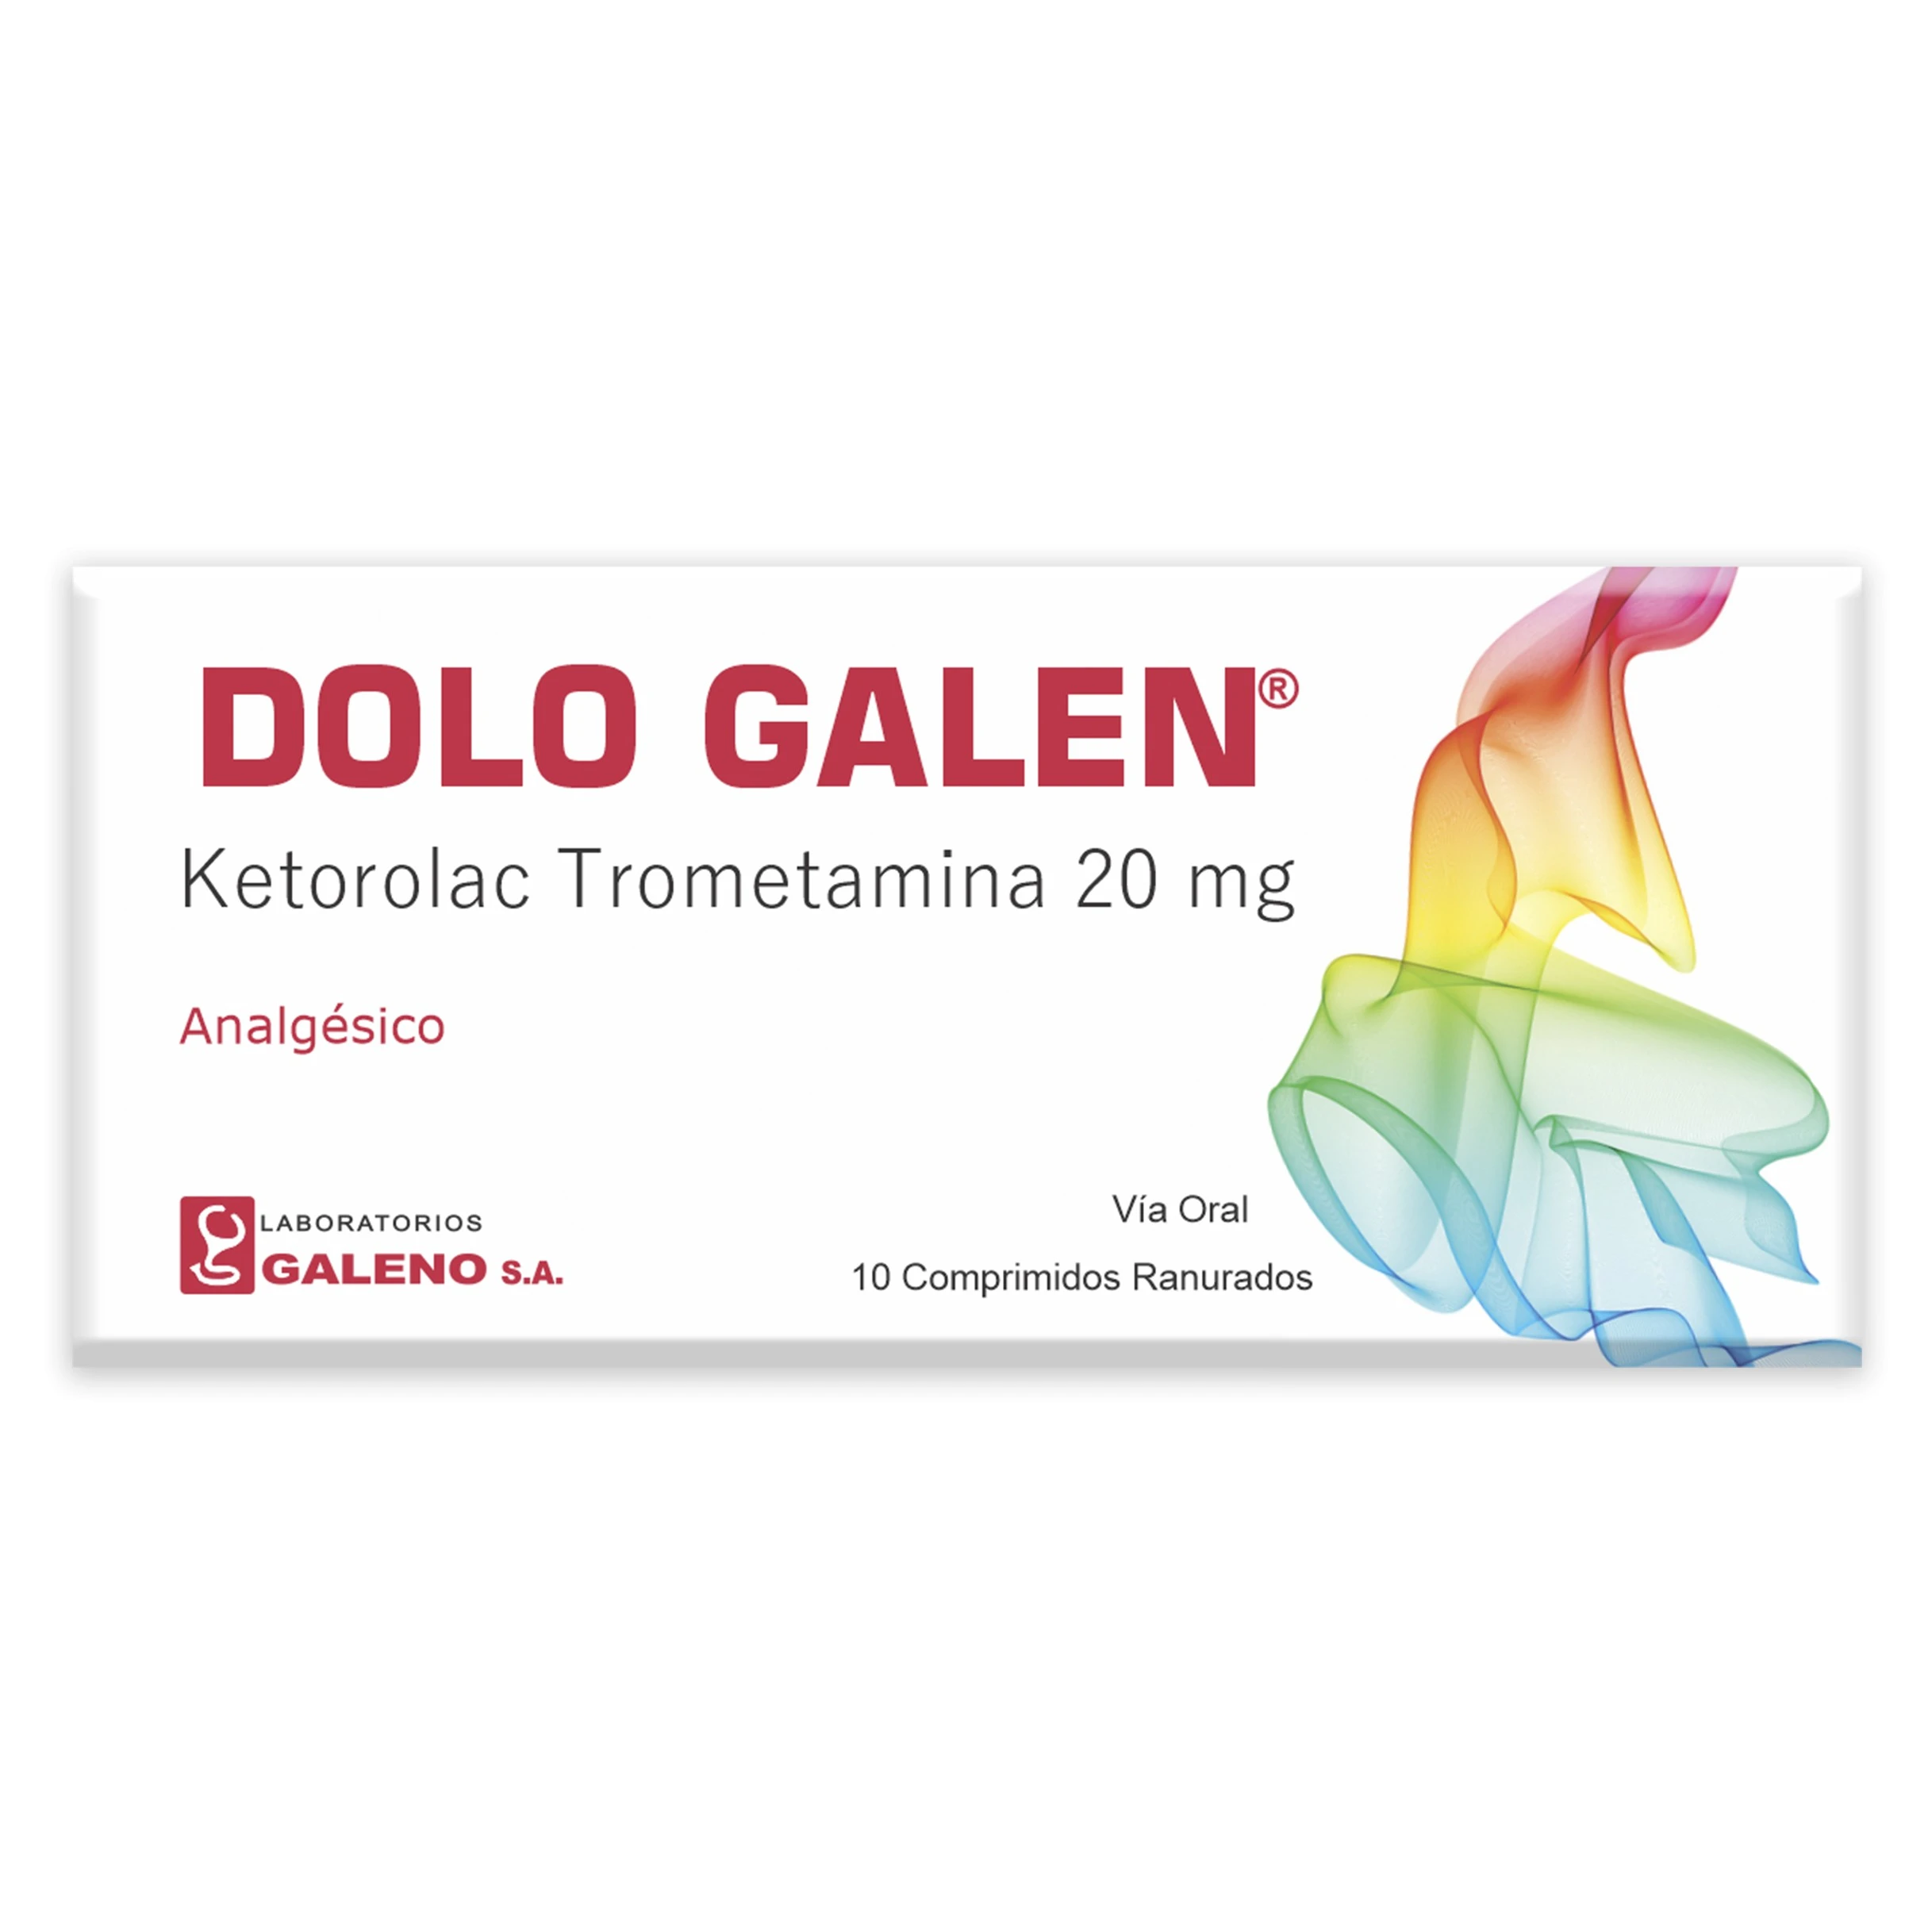 DOLO GALEN®
Ketorolac Trometamina 20 mg
Analgésico
LABORATORIOS
GALENO S.A.
Vía Oral
10 Comprimidos Ranurados